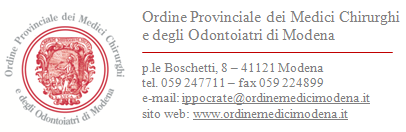 Ordine Provinciale dei Medici Chirurghi
e degli Odontoiatri di Modena
Ordine Provinciale dei Medici Chirurghi
e degli Odontoiatri di Modena
p.le Boschetti, 8 – 41121 Modena
tel. 059 247711 – fax 059 224899
e-mail: ippocrate@ordinemedicimodena.it
sito web: www.ordinemedicimodena.it